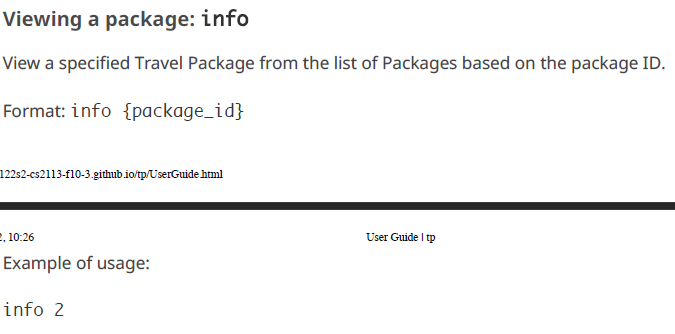 Viewing a package: info
View a specified Travel Package from the list of Packages based on the package ID.
Format: info {package_id}
122s2-cs2113-f10-3.github.io/tp/UserGuide.html
2, 10:26
User Guide | tp
Example of usage:
info 2